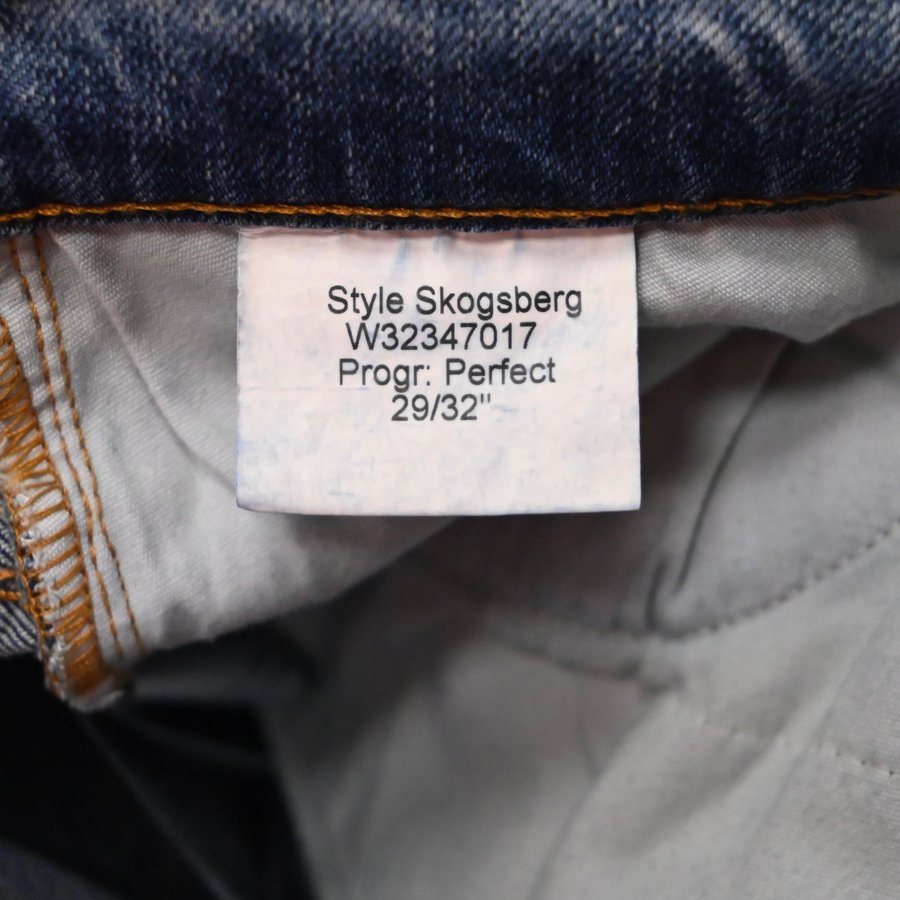 Style Skogsberg
W32347017
Progr: Perfect
29/32"